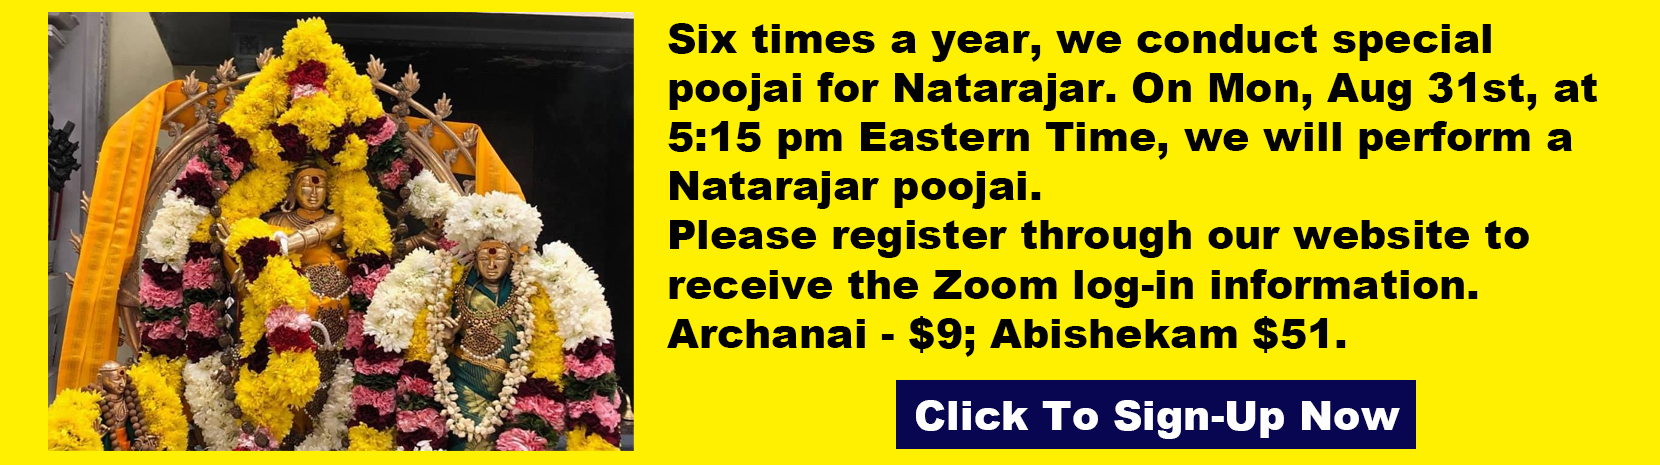 Six times a year, we conduct special
poojai for Natarajar. On Mon, Aug 31st, at
5:15 pm Eastern Time, we will perform a
Natarajar poojai.
Please register through our website to
receive the Zoom log-in information.
Archanai - $9; Abishekam $51.
Click To Sign-Up Now